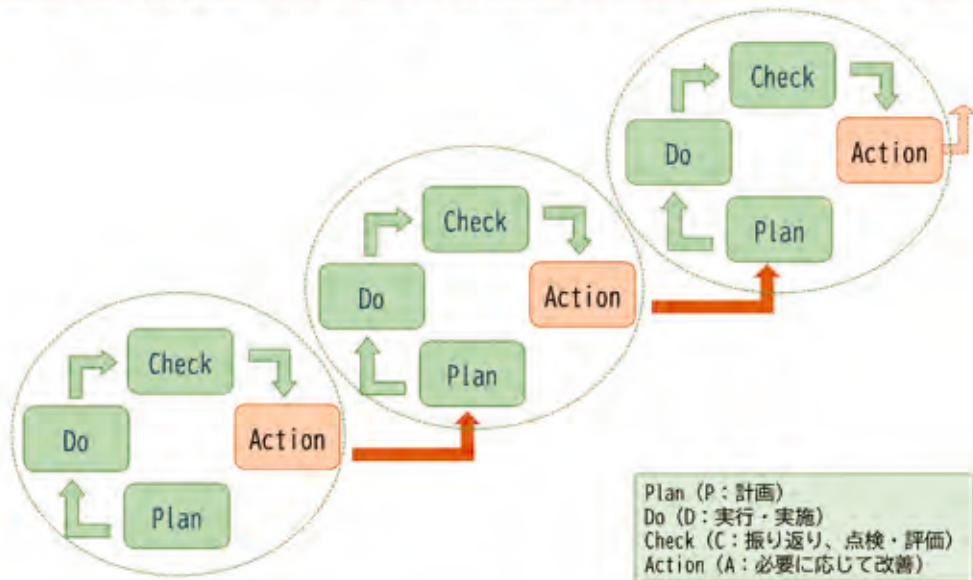 Check
Do
Action
Plan
Check
Do
Action
Plan
Check
Do
Action
Plan
Plan (P：計画)
Do (D：実行・実施)
Check (C：振り返り、点検・評価)
Action (A：必要に応じて改善)